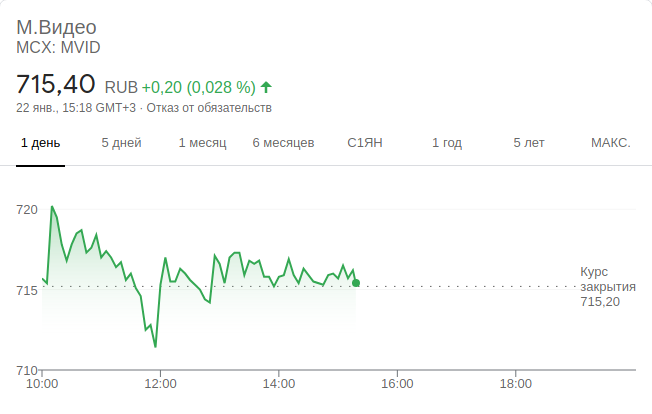 М.Видео
MCX: MVID
715,40 RUB +0,20 (0,028 %)
22 янв., 15:18 GMT+3 · Отказ от обязательств
1 день 5 дней 1 месяц 6 месяцев С1ЯН 1 год 5 лет МАКС.
720
715
710
Курс
закрытия
715,20
10:00 12:00 14:00 16:00 18:00